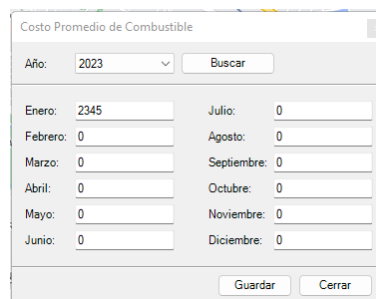 Costo Promedio de Combustible
Año: 2023 Buscar
Enero: 2345 Julio: 0
Febrero: 0 Agosto: 0
Marzo: 0 Septiembre: 0
Abril: 0 Octubre: 0
Mayo: 0 Noviembre: 0
Junio: 0 Diciembre: 0
Guardar Cerrar